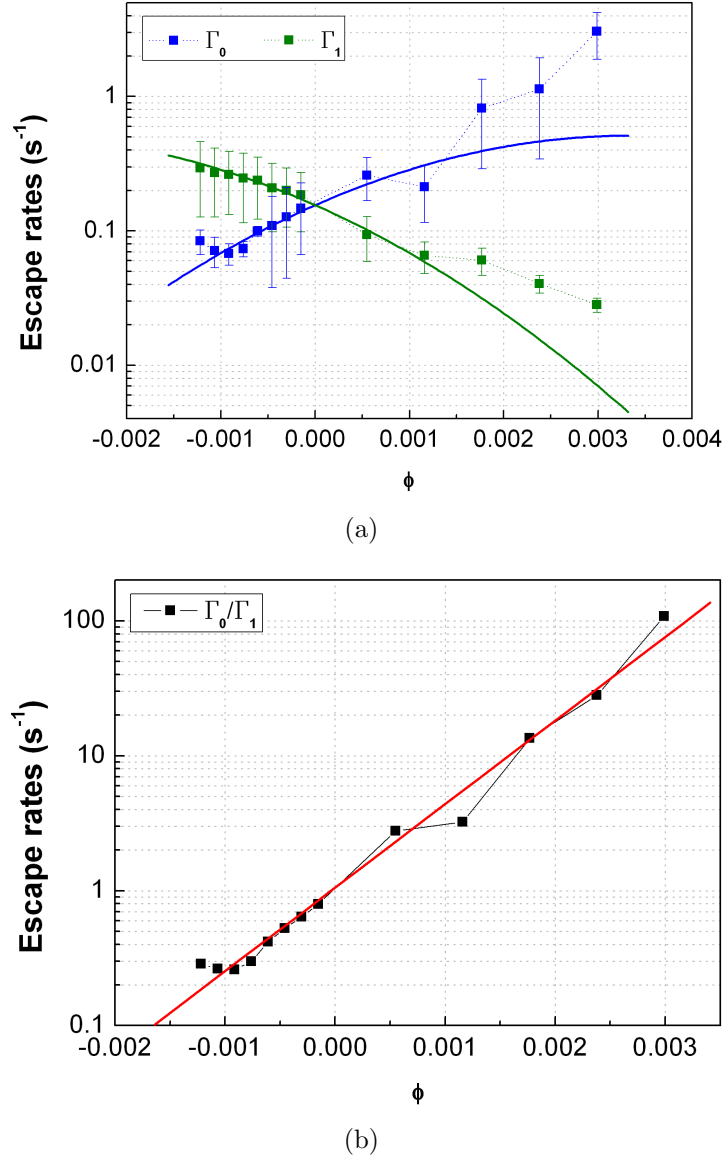 Γ₀ Γ₁
1
0.1
0.01
Escape rates (s⁻¹)
-0.002 -0.001 0.000 0.001 0.002 0.003 0.004
ϕ
(a)
Γ₀/Γ₁
100
10
1
0.1
Escape rates (s⁻¹)
-0.002 -0.001 0.000 0.001 0.002 0.003
ϕ
(b)